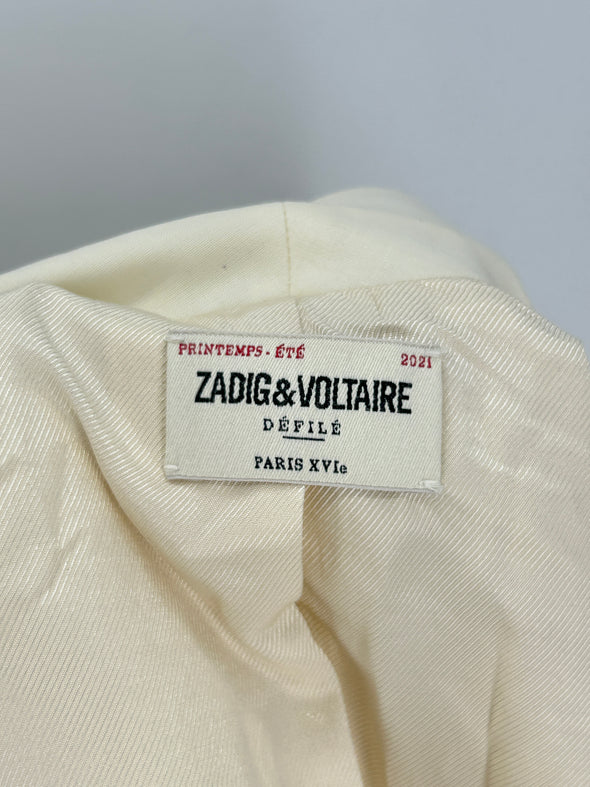 PRINTEMPS - ÉTÉ 2021
ZADIG&VOLTAIRE
DÉFILÉ
PARIS XVIe